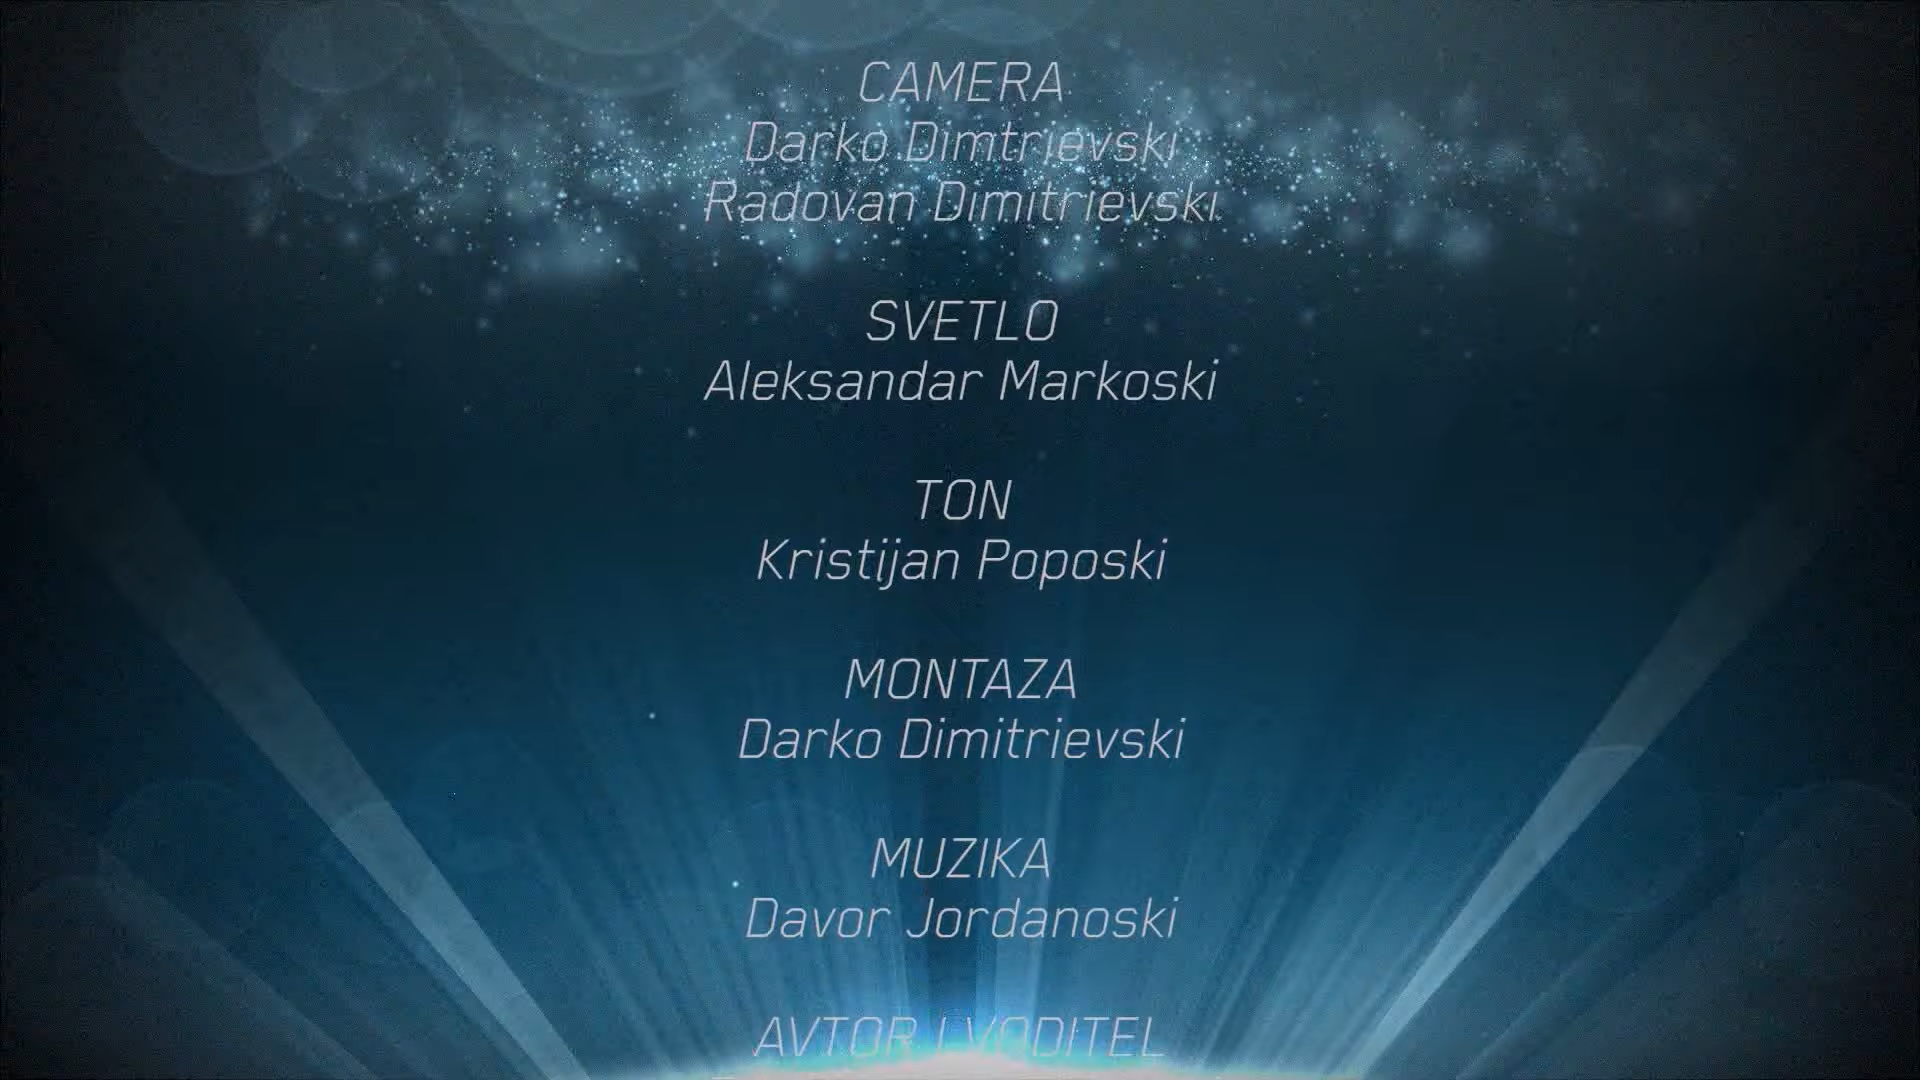 CAMERA
Darko Dimtrievski
Radovan Dimitrievski
SVETLO
Aleksandar Markoski
TON
Kristijan Poposki
MONTAZA
Darko Dimitrievski
MUZIKA
Davor Jordanoski
AVTOR I VODITEL